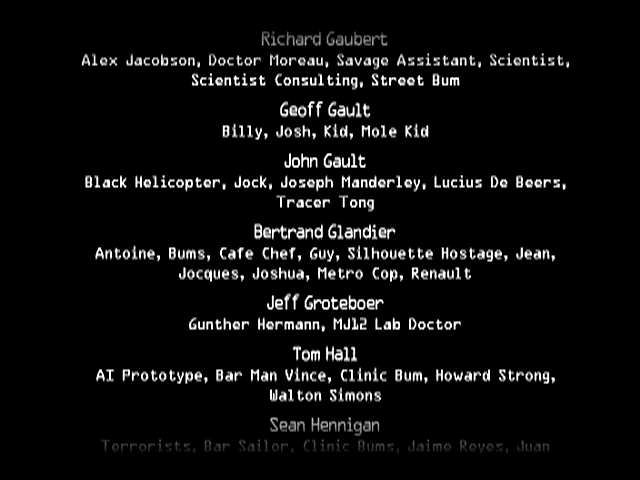 Richard Gaubert
Alex Jacobson, Doctor Moreau, Savage Assistant, Scientist,
Scientist Consulting, Street Bum
Geoff Gault
Billy, Josh, Kid, Mole Kid
John Gault
Black Helicopter, Jock, Joseph Manderley, Lucius De Beers,
Tracer Tong
Bertrand Glandier
Antoine, Bums, Cafe Chef, Guy, Silhouette Hostage, Jean,
Jocques, Joshua, Metro Cop, Renault
Jeff Groteboer
Gunther Hermann, MJ12 Lab Doctor
Tom Hall
AI Prototype, Bar Man Vince, Clinic Bum, Howard Strong,
Walton Simons
Sean Hennigan
Terrorists, Bar Sailor, Clinic Bums, Jaime Reyes, Juan